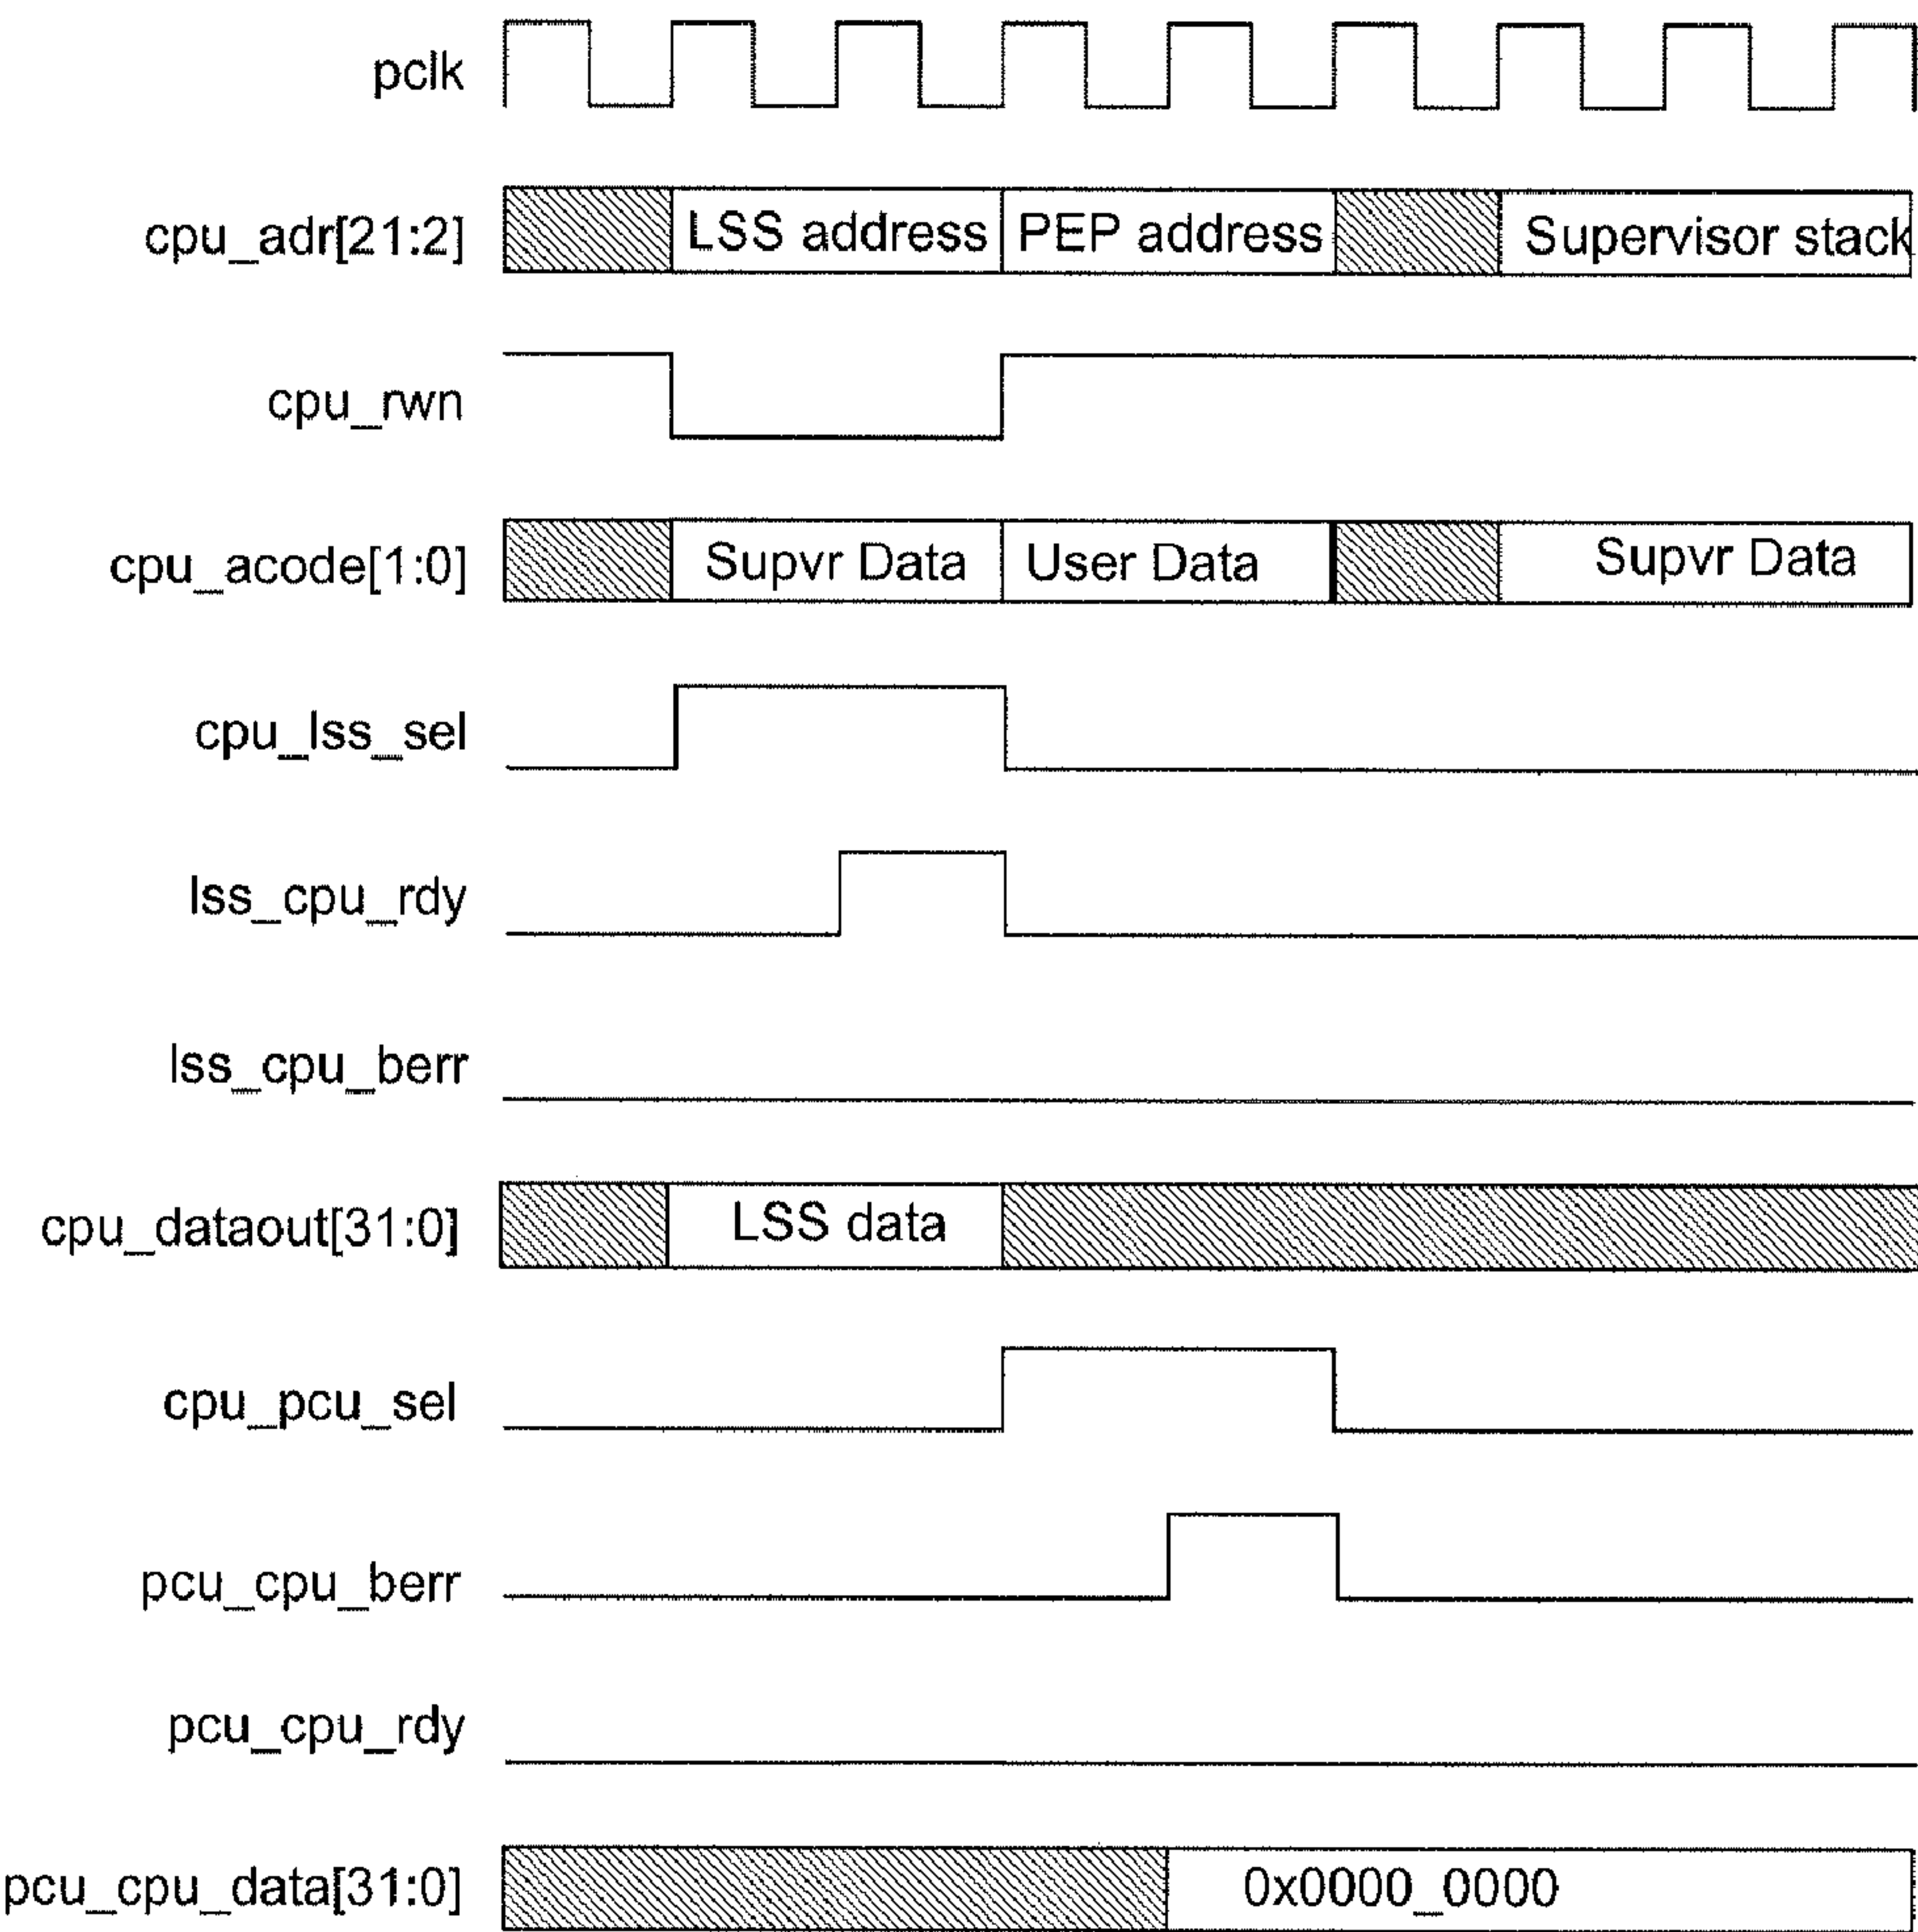 pclk
cpu_adr[21:2] LSS address PEP address Supervisor stack
cpu_rwn
cpu_acode[1:0] Supvr Data User Data Supvr Data
cpu_lss_sel
lss_cpu_rdy
lss_cpu_berr
cpu_dataout[31:0] LSS data
cpu_pcu_sel
pcu_cpu_berr
pcu_cpu_rdy
pcu_cpu_data[31:0] 0x0000_0000